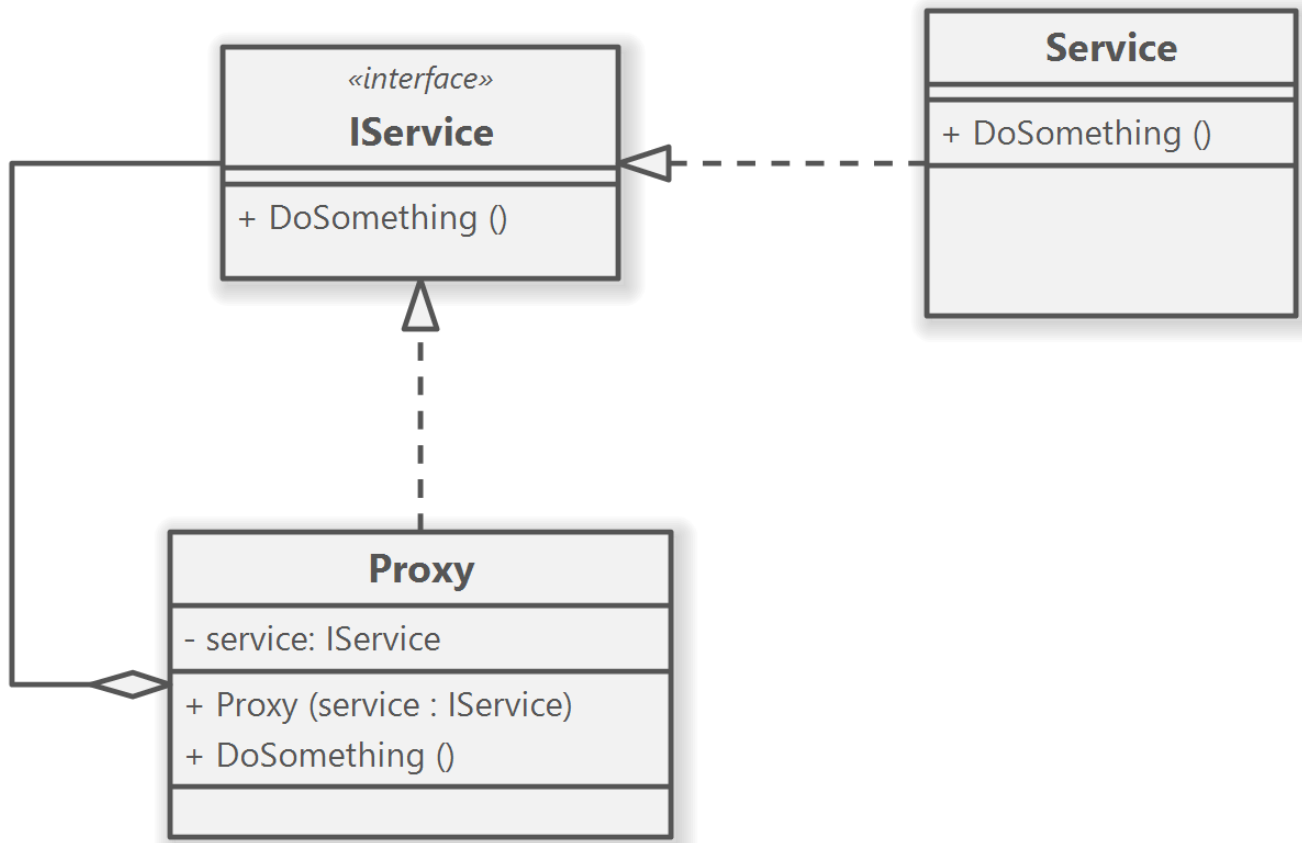 «interface»
IService
+ DoSomething ()
Service
+ DoSomething ()
Proxy
- service: IService
+ Proxy (service : IService)
+ DoSomething ()